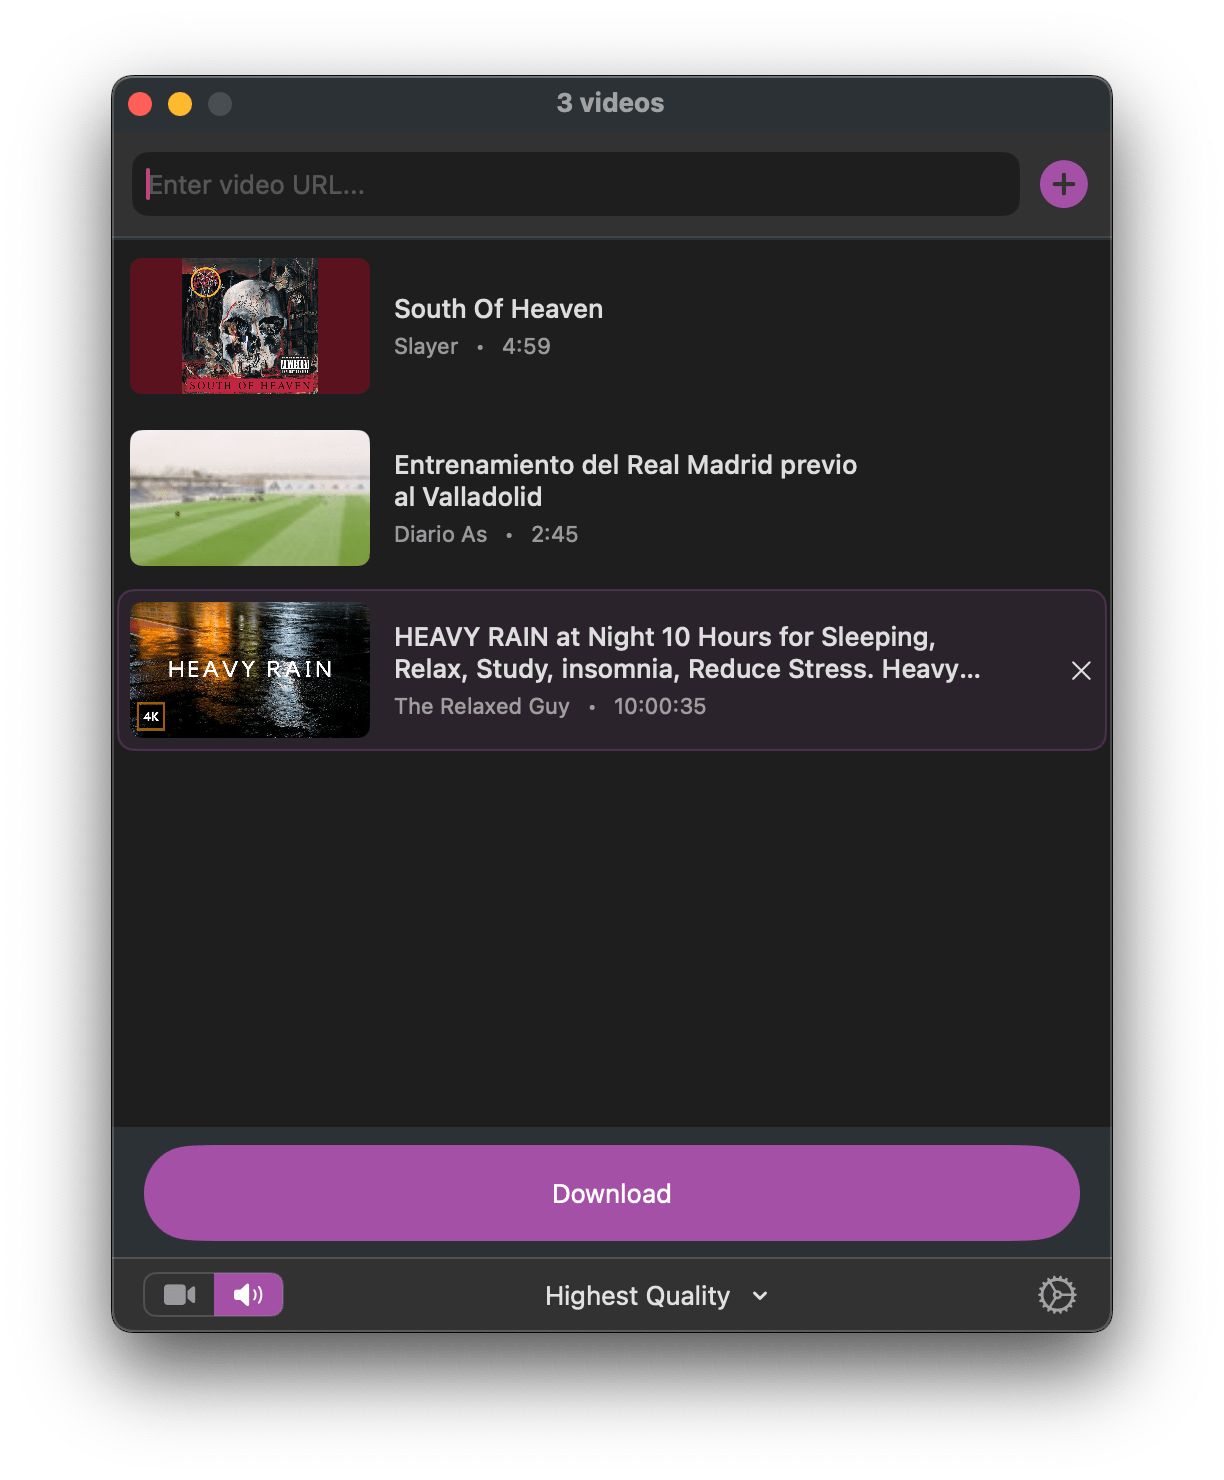 3 videos
Enter video URL...
South Of Heaven
Slayer • 4:59
SOUTH OF HEAVEN
Entrenamiento del Real Madrid previo
al Valladolid
Diario As • 2:45
HEAVY RAIN at Night 10 Hours for Sleeping,
Relax, Study, insomnia, Reduce Stress. Heavy...
The Relaxed Guy • 10:00:35
HEAVY RAIN
4K
Download
Highest Quality